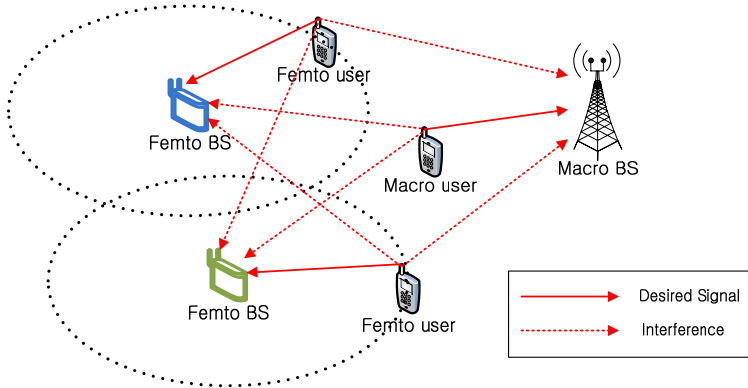 Femto user
Femto BS
Macro user
Macro BS
Femto BS
Femto user
Desired Signal
Interference